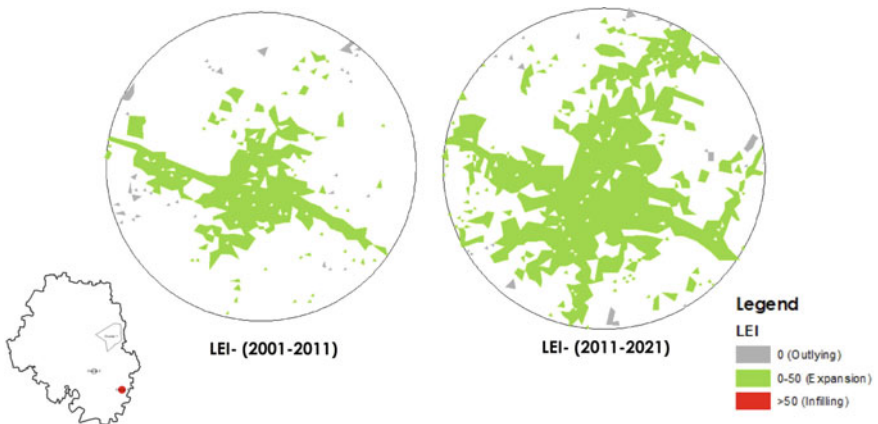 LEI- (2001-2011)
LEI- (2011-2021)
Legend
LEI
0 (Outlying)
0-50 (Expansion)
>50 (Infilling)